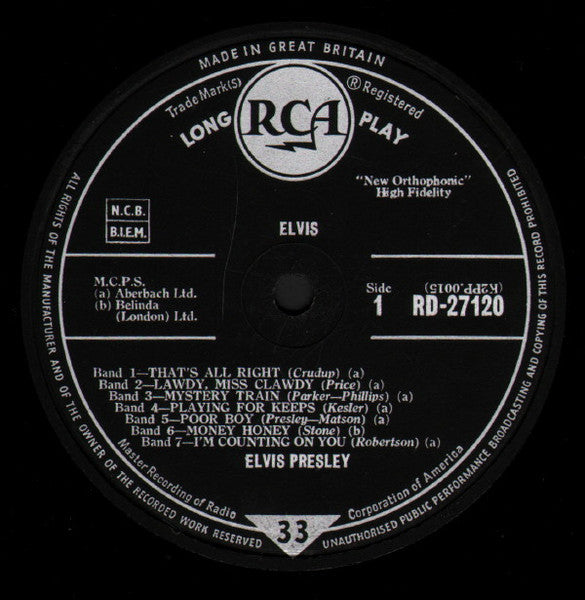 MADE IN GREAT BRITAIN
Trade Mark(s) ® Registered
LONG RCA PLAY
"New Orthophonic"
High Fidelity
N.C.B.
B.I.E.M.
ELVIS
M.C.P.S.
(a) Aberbach Ltd.
(b) Belinda
(London) Ltd.
Side
1
(K2PP.0015)
RD-27120
Band 1—THAT'S ALL RIGHT (Crudup) (a)
Band 2—LAWDY, MISS CLAWDY (Price) (a)
Band 3—MYSTERY TRAIN (Parker—Phillips) (a)
Band 4—PLAYING FOR KEEPS (Kesler) (a)
Band 5—POOR BOY (Presley—Matson) (a)
Band 6—MONEY HONEY (Stone) (b)
Band 7—I'M COUNTING ON YOU (Robertson) (a)
ELVIS PRESLEY
Master Recording of Radio Corporation of America
33
ALL RIGHTS OF THE MANUFACTURER AND OF THE OWNER OF THE RECORDED WORK RESERVED
UNAUTHORISED PUBLIC PERFORMANCE BROADCASTING AND COPYING OF THIS RECORD PROHIBITED